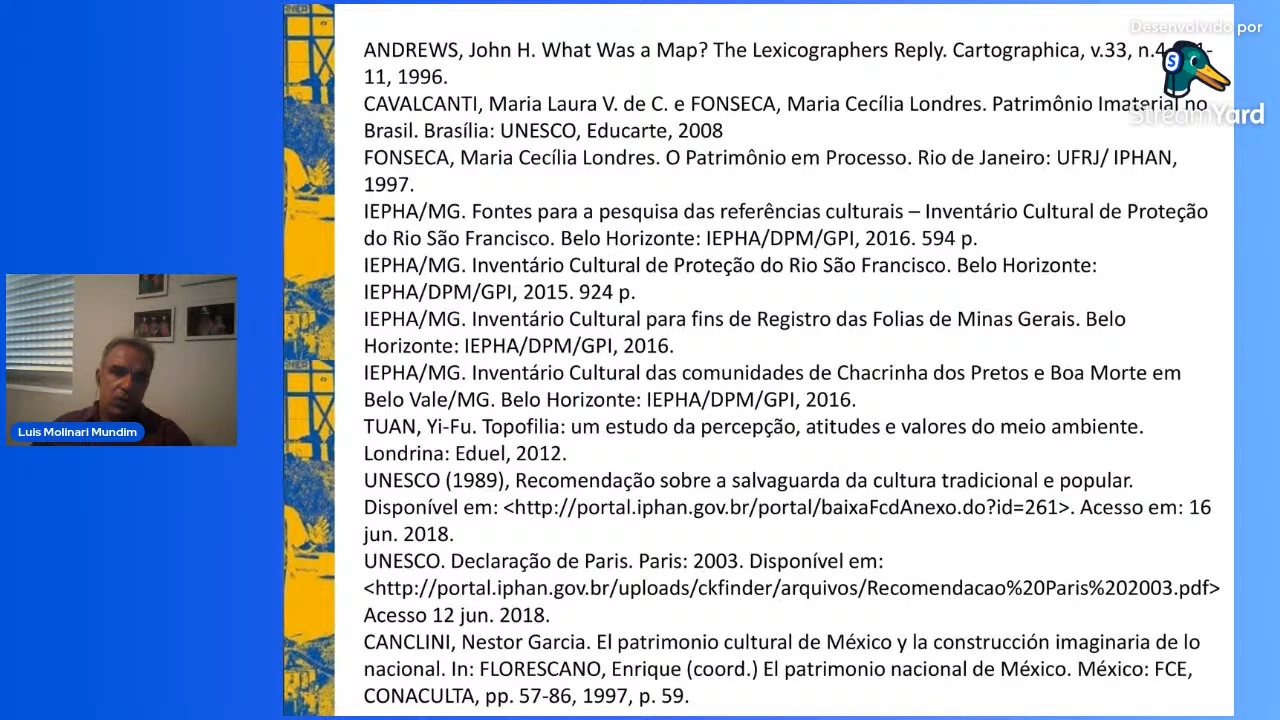 Desenvolvido por
StreamYard
ANDREWS, John H. What Was a Map? The Lexicographers Reply. Cartographica, v.33, n.4
11, 1996.
CAVALCANTI, Maria Laura V. de C. e FONSECA, Maria Cecília Londres. Patrimônio Imaterial no
Brasil. Brasília: UNESCO, Educarte, 2008
FONSECA, Maria Cecília Londres. O Patrimônio em Processo. Rio de Janeiro: UFRJ/ IPHAN,
1997.
IEPHA/MG. Fontes para a pesquisa das referências culturais – Inventário Cultural de Proteção
do Rio São Francisco. Belo Horizonte: IEPHA/DPM/GPI, 2016. 594 p.
IEPHA/MG. Inventário Cultural de Proteção do Rio São Francisco. Belo Horizonte:
IEPHA/DPM/GPI, 2015. 924 p.
IEPHA/MG. Inventário Cultural para fins de Registro das Folias de Minas Gerais. Belo
Horizonte: IEPHA/DPM/GPI, 2016.
IEPHA/MG. Inventário Cultural das comunidades de Chacrinha dos Pretos e Boa Morte em
Belo Vale/MG. Belo Horizonte: IEPHA/DPM/GPI, 2016.
TUAN, Yi-Fu. Topofilia: um estudo da percepção, atitudes e valores do meio ambiente.
Londrina: Eduel, 2012.
UNESCO (1989), Recomendação sobre a salvaguarda da cultura tradicional e popular.
Disponível em: <http://portal.iphan.gov.br/portal/baixaFcdAnexo.do?id=261>. Acesso em: 16
jun. 2018.
UNESCO. Declaração de Paris. Paris: 2003. Disponível em:
<http://portal.iphan.gov.br/uploads/ckfinder/arquivos/Recomendacao%20Paris%202003.pdf>
Acesso 12 jun. 2018.
CANCLINI, Nestor Garcia. El patrimonio cultural de México y la construcción imaginaria de lo
nacional. In: FLORESCANO, Enrique (coord.) El patrimonio nacional de México. México: FCE,
CONACULTA, pp. 57-86, 1997, p. 59.
Luis Molinari Mundim